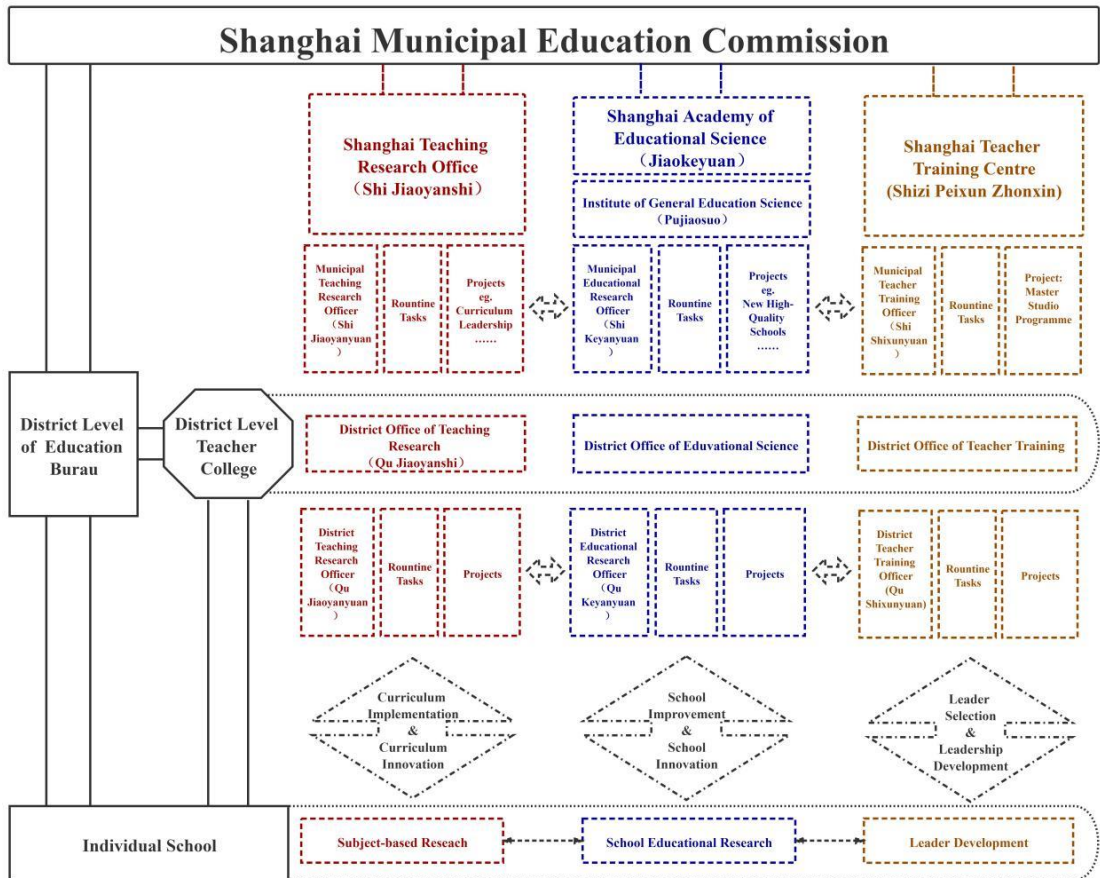 Shanghai Municipal Education Commission
Shanghai Teaching
Research Office
（Shi Jiaoyanshi）
Shanghai Academy of
Educational Science
（Jiaokeyuan）
Institute of General Education Science
（Pujiaosuo）
Shanghai Teacher
Training Centre
(Shizi Peixun Zhonxin)
Municipal
Teaching
Research
Officer
（Shi
Jiaoyanyuan
）
Rountine
Tasks
Projects
eg.
Curriculum
Leadership
……
Municipal
Educational
Research
Officer
（Shi
Keyanyuan
）
Rountine
Tasks
Projects
eg.
New High-
Quality
Schools
……
Municipal
Teacher
Training
Officer
（Shi
Shixunyuan
）
Rountine
Tasks
Project:
Master
Studio
Programme
District Level
of Education
Burau
District Level
Teacher
College
District Office of Teaching
Research
（Qu Jiaoyanshi）
District Office of Eduvational Science
District Office of Teacher Training
District
Teaching
Research
Officer
（Qu
Jiaoyanyuan
）
Rountine
Tasks
Projects
District
Educational
Research
Officer
（Qu
Keyanyuan
）
Rountine
Tasks
Projects
District
Teacher
Training
Officer
(Qu
Shixunyuan)
Rountine
Tasks
Projects
Curriculum
Implementation
&
Curriculum
Innovation
School
Improvement
&
School
Innovation
Leader
Selection
&
Leadership
Development
Individual School
Subject-based Reseach
School Educational Research
Leader Development